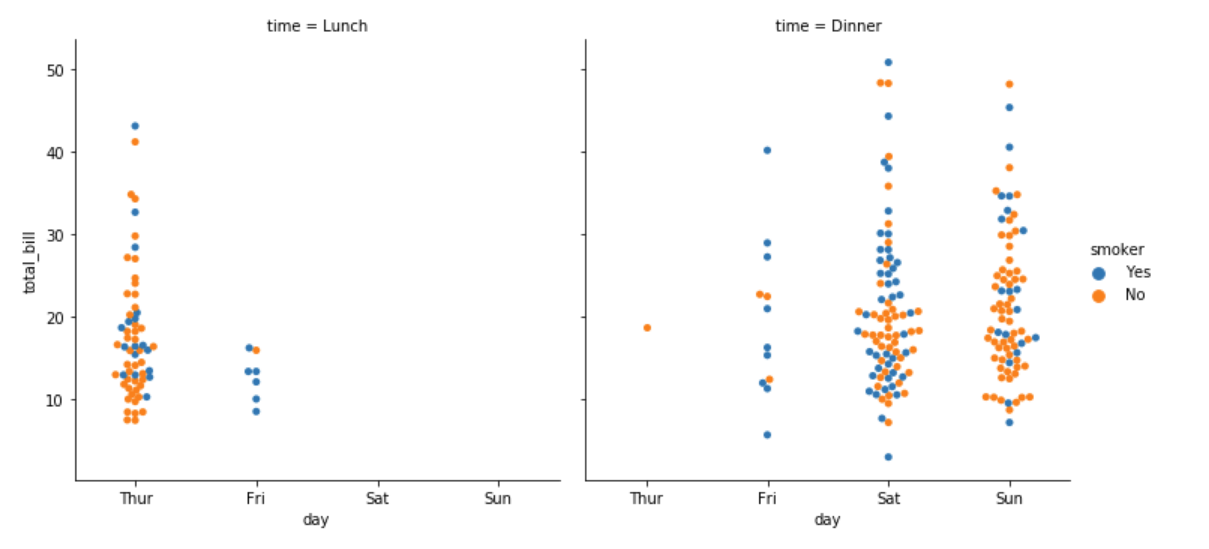 time = Lunch
time = Dinner
50
40
30
20
10
total_bill
Thur Fri Sat Sun
day
Thur Fri Sat Sun
day
smoker
Yes
No